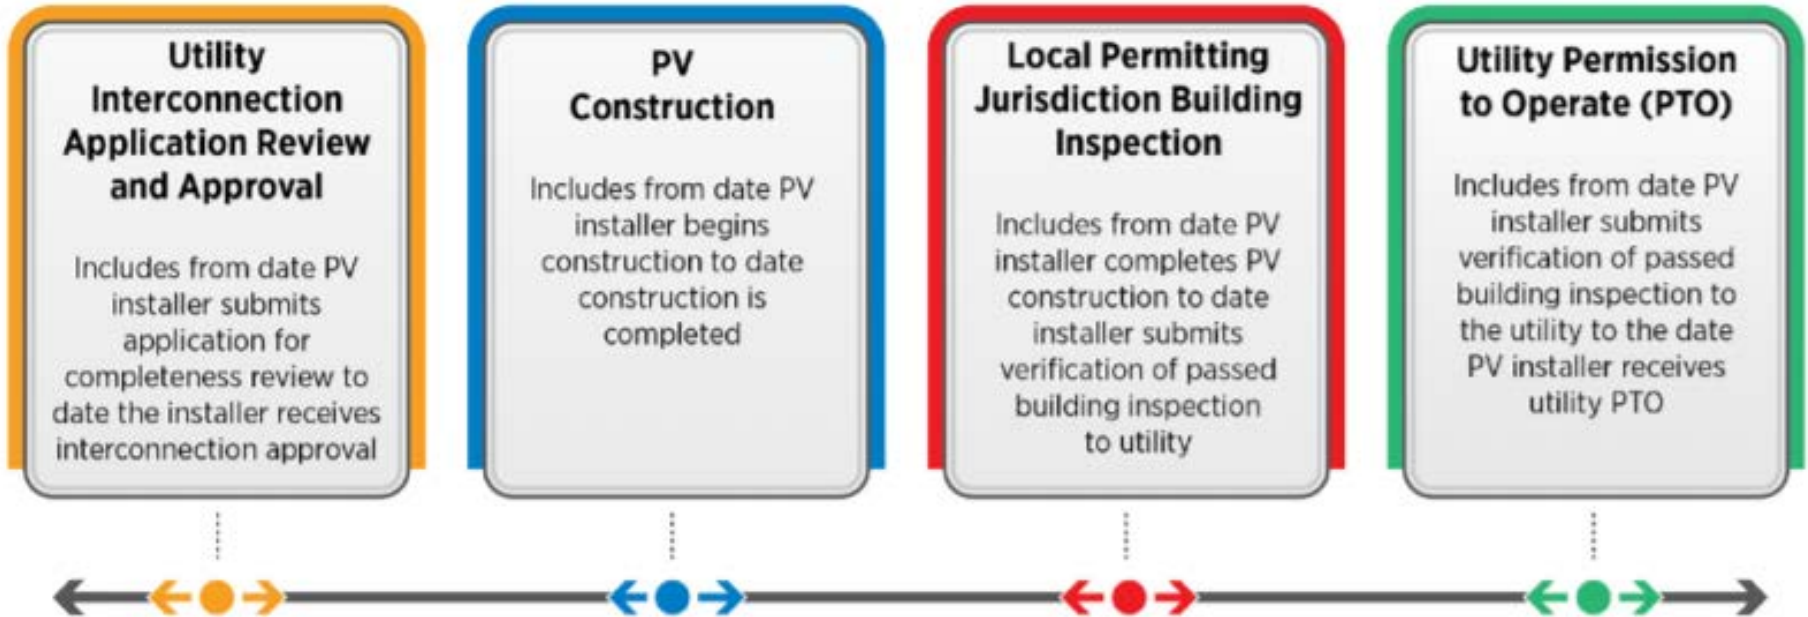 Utility
Interconnection
Application Review
and Approval
Includes from date PV
installer submits
application for
completeness review to
date the installer receives
interconnection approval
PV
Construction
Includes from date PV
installer begins
construction to date
construction is
completed
Local Permitting
Jurisdiction Building
Inspection
Includes from date PV
installer completes PV
construction to date
installer submits
verification of passed
building inspection
to utility
Utility Permission
to Operate (PTO)
Includes from date PV
installer submits
verification of passed
building inspection to
the utility to the date
PV installer receives
utility PTO